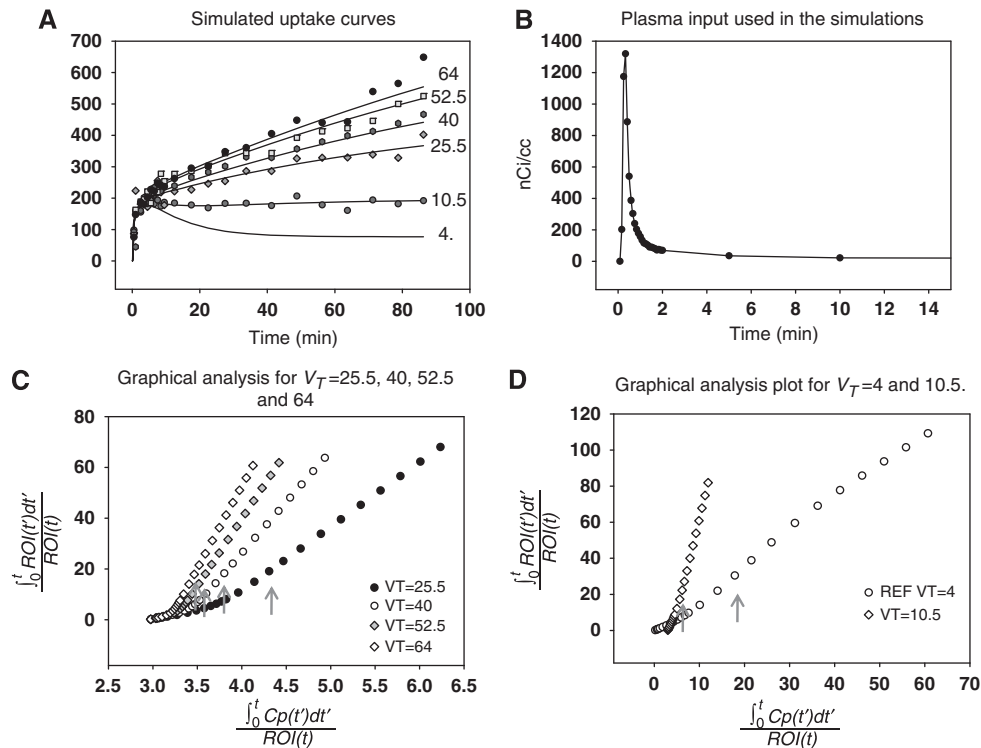 A Simulated uptake curves
700
600
500
400
300
200
100
0
64
52.5
40
25.5
10.5
4.
0 20 40 60 80 100
Time (min)
B Plasma input used in the simulations
1400
1200
1000
800
600
400
200
0
nCi/cc
0 2 4 6 8 10 12 14
Time (min)
C Graphical analysis for V_T=25.5, 40, 52.5
and 64
80
60
40
20
0
∫₀ᵗ ROI(t')dt'
ROI(t)
VT=25.5
VT=40
VT=52.5
VT=64
2.5 3.0 3.5 4.0 4.5 5.0 5.5 6.0 6.5
∫₀ᵗ Cp(t')dt'
ROI(t)
D Graphical analysis plot for V_T=4 and 10.5.
120
100
80
60
40
20
0
∫₀ᵗ ROI(t')dt'
ROI(t)
REF VT=4
VT=10.5
0 10 20 30 40 50 60 70
∫₀ᵗ Cp(t')dt'
ROI(t)